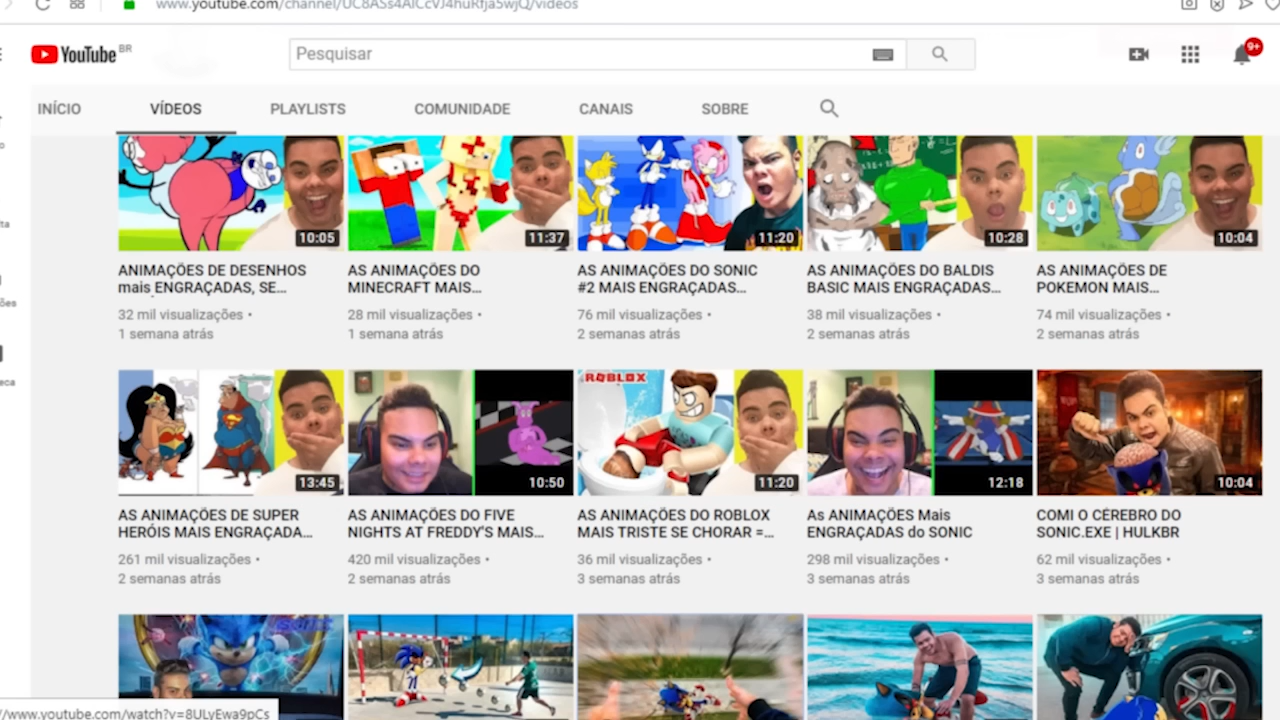 www.youtube.com/channel/UC8ASs4AlCcVJ4huRfja5wjQ/videos
YouTube BR
Pesquisar
9+
INÍCIO VÍDEOS PLAYLISTS COMUNIDADE CANAIS SOBRE
10:05 11:37 11:20 10:28 10:04
ANIMAÇÕES DE DESENHOS
mais ENGRAÇADAS, SE...
32 mil visualizações •
1 semana atrás
AS ANIMAÇÕES DO
MINECRAFT MAIS...
28 mil visualizações •
1 semana atrás
AS ANIMAÇÕES DO SONIC
#2 MAIS ENGRAÇADAS...
76 mil visualizações •
2 semanas atrás
AS ANIMAÇÕES DO BALDIS
BASIC MAIS ENGRAÇADAS...
38 mil visualizações •
2 semanas atrás
AS ANIMAÇÕES DE
POKEMON MAIS...
74 mil visualizações •
2 semanas atrás
ROBLOX
13:45 10:50 11:20 12:18 10:04
AS ANIMAÇÕES DE SUPER
HERÓIS MAIS ENGRAÇADA...
261 mil visualizações •
2 semanas atrás
AS ANIMAÇÕES DO FIVE
NIGHTS AT FREDDY'S MAIS...
420 mil visualizações •
2 semanas atrás
AS ANIMAÇÕES DO ROBLOX
MAIS TRISTE SE CHORAR =...
36 mil visualizações •
3 semanas atrás
As ANIMAÇÕES Mais
ENGRAÇADAS do SONIC
298 mil visualizações •
3 semanas atrás
COMI O CÉREBRO DO
SONIC.EXE | HULKBR
62 mil visualizações •
3 semanas atrás
//www.youtube.com/watch?v=8ULyEwa9pCs